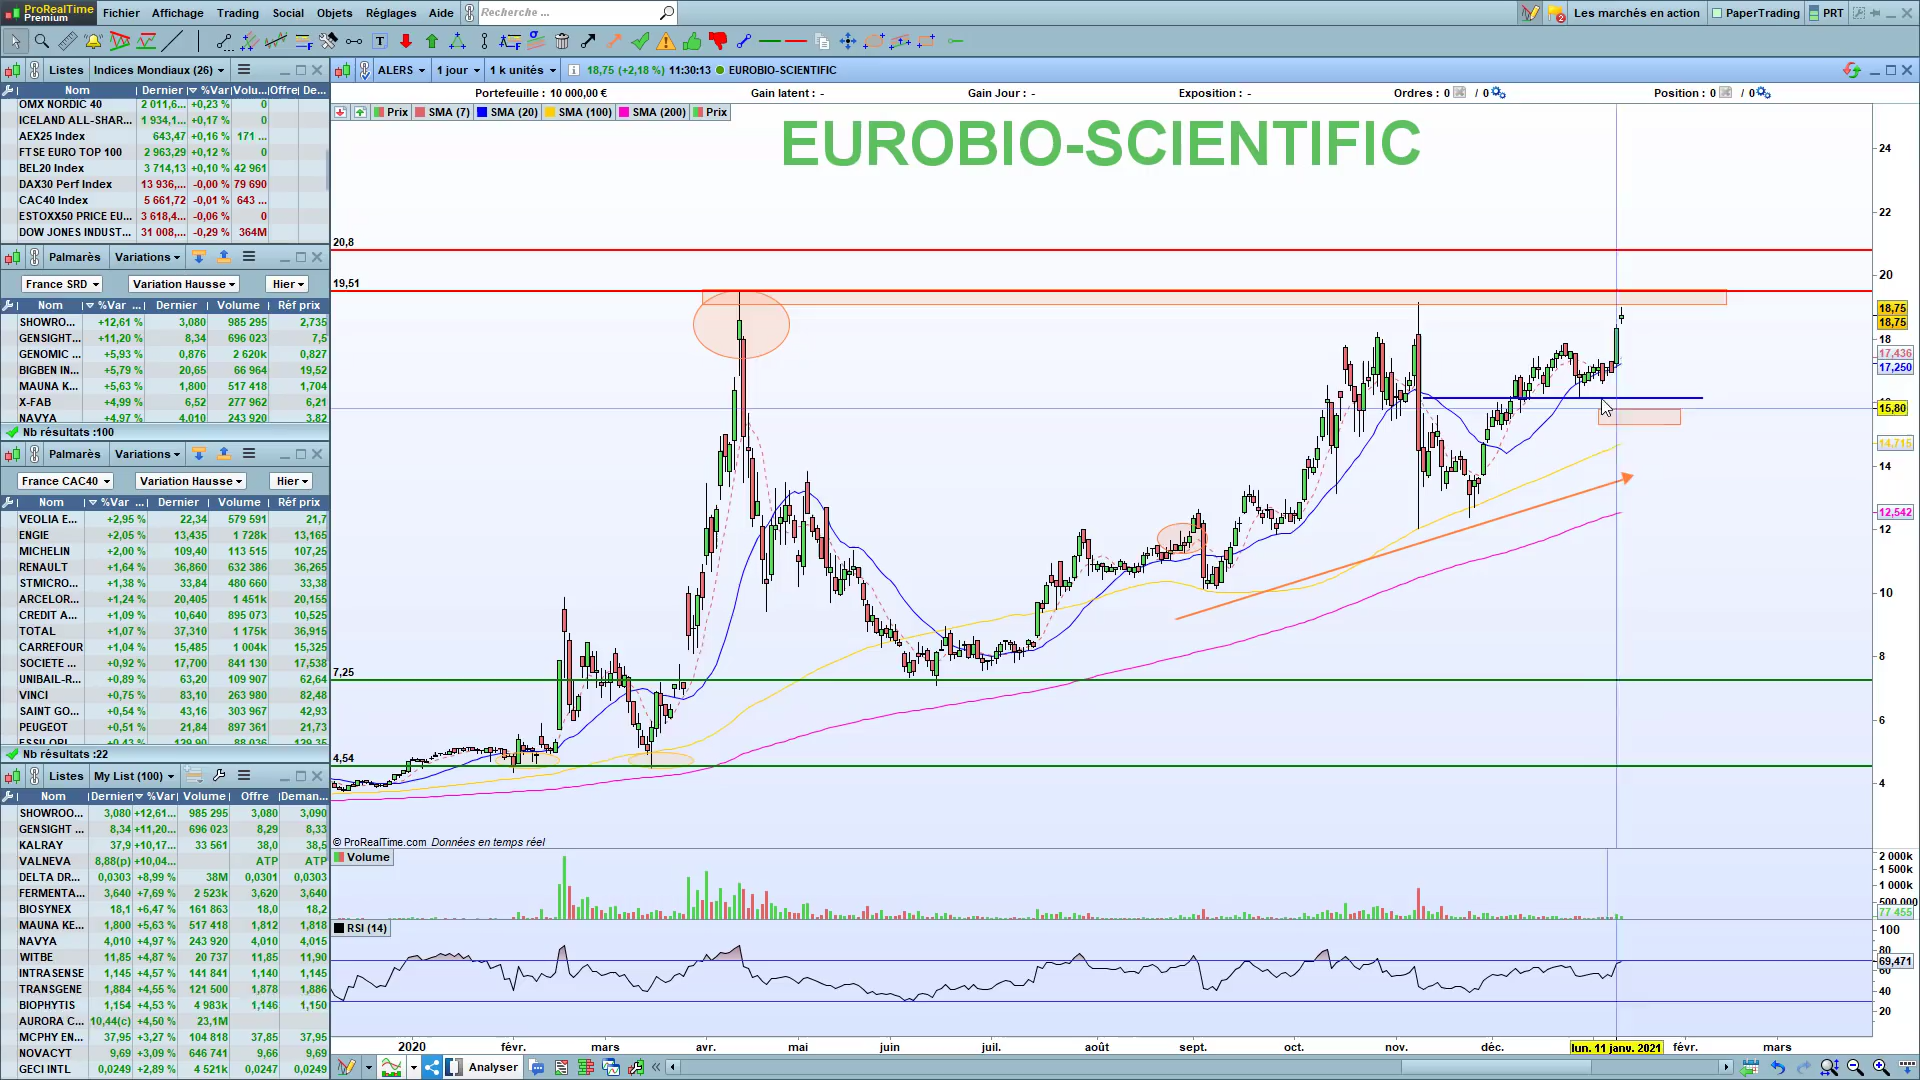 ProRealTime Premium Fichier Affichage Trading Social Objets Réglages Aide Recherche ... 2 Les marchés en action PaperTrading PRT
Listes Indices Mondiaux (26)
Nom Dernier %Var Volu... Offre De...
OMX NORDIC 40 2 011,6... +0,23 % 0
ICELAND ALL-SHAR... 1 934,1... +0,17 % 0
AEX25 Index 643,47 +0,16 % 171 ...
FTSE EURO TOP 100 2 963,29 +0,12 % 0
BEL20 Index 3 714,13 +0,10 % 42 961
DAX30 Perf Index 13 936,... -0,00 % 79 690
CAC40 Index 5 661,72 -0,01 % 643 ...
ESTOXX50 PRICE EU... 3 618,4... -0,06 % 0
DOW JONES INDUST... 31 008,... -0,29 % 364M
Palmarès Variations
France SRD Variation Hausse Hier
Nom %Var ... Dernier Volume Réf prix
SHOWRO... +12,61 % 3,080 985 295 2,735
GENSIGHT... +11,20 % 8,34 696 023 7,5
GENOMIC ... +5,93 % 0,876 2 620k 0,827
BIGBEN IN... +5,79 % 20,65 66 964 19,52
MAUNA K... +5,63 % 1,800 517 418 1,704
X-FAB +4,99 % 6,52 277 962 6,21
NAVYA +4,97 % 4,010 243 920 3,82
Nb résultats :100
Palmarès Variations
France CAC40 Variation Hausse Hier
Nom %Var ... Dernier Volume Réf prix
VEOLIA E... +2,95 % 22,34 579 591 21,7
ENGIE +2,05 % 13,435 1 728k 13,165
MICHELIN +2,00 % 109,40 113 515 107,25
RENAULT +1,64 % 36,860 632 386 36,265
STMICRO... +1,38 % 33,84 480 660 33,38
ARCELOR... +1,24 % 20,405 1 451k 20,155
CREDIT A... +1,09 % 10,640 895 073 10,525
TOTAL +1,07 % 37,310 1 175k 36,915
CARREFOUR +1,04 % 15,485 1 004k 15,325
SOCIETE ... +0,92 % 17,700 841 130 17,538
UNIBAIL-R... +0,89 % 63,20 109 907 62,64
VINCI +0,75 % 83,10 263 980 82,48
SAINT GO... +0,54 % 43,16 303 967 42,93
PEUGEOT +0,51 % 21,84 897 361 21,73
ESSILORL... +0,43 % 129,90 88 036 129,35
Nb résultats :22
Listes My List (100)
Nom Dernier %Var Volume Offre Deman...
SHOWROO... 3,080 +12,61... 985 295 3,080 3,090
GENSIGHT ... 8,34 +11,20... 696 023 8,29 8,33
KALRAY 37,9 +10,17... 33 561 38,0 38,5
VALNEVA 8,88(p) +10,04... ATP ATP
DELTA DR... 0,0303 +8,99 % 38M 0,0301 0,0303
FERMENTA... 3,640 +7,69 % 2 523k 3,620 3,640
BIOSYNEX 18,1 +6,47 % 161 863 18,0 18,2
MAUNA KE... 1,800 +5,63 % 517 418 1,812 1,818
NAVYA 4,010 +4,97 % 243 920 4,010 4,015
WITBE 11,85 +4,87 % 20 737 11,85 11,90
INTRASENSE 1,145 +4,57 % 141 841 1,140 1,145
TRANSGENE 1,884 +4,55 % 121 500 1,878 1,886
BIOPHYTIS 1,154 +4,53 % 4 983k 1,146 1,150
AURORA C... 10,44(c) +4,50 % 23,1M
MCPHY EN... 37,95 +3,27 % 104 818 37,85 37,95
NOVACYT 9,69 +3,09 % 646 741 9,66 9,69
GECI INTL 0,0249 +2,89 % 4 521k 0,0247 0,0249
ALERS 1 jour 1 k unités 18,75 (+2,18 %) 11:30:13 EUROBIO-SCIENTIFIC
Portefeuille : 10 000,00 € Gain latent : - Gain Jour : - Exposition : - Ordres : 0 / 0 Position : 0 / 0
Prix SMA (7) SMA (20) SMA (100) SMA (200) Prix
EUROBIO-SCIENTIFIC
24
22
20,8
20
19,51
18,75
18,75
18
17,436
17,250
15,80
14,715
14
12,542
12
10
8
7,25
6
4,54
4
© ProRealTime.com Données en temps réel
Volume
2 000k
1 500k
1 000k
500.000
77 455
RSI (14)
100
80
69,471
60
40
20
2020 févr. mars avr. mai juin juil. août sept. oct. nov. déc. lun. 11 janv. 2021 févr. mars
Analyser